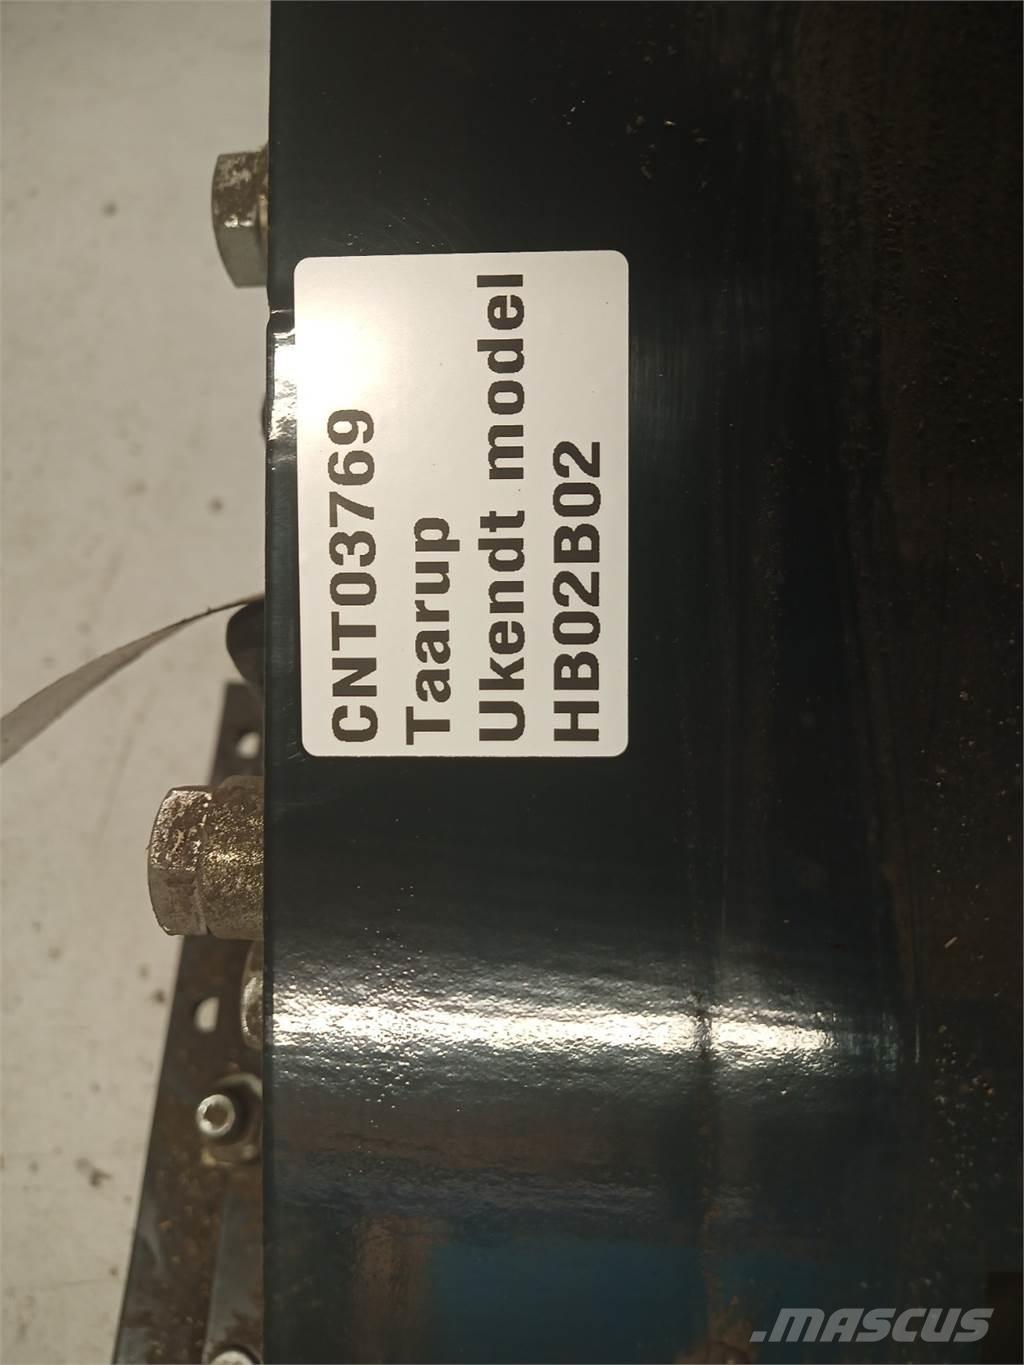 CNT03769
Taarup
Ukendt model
HB02B02
.MASCUS